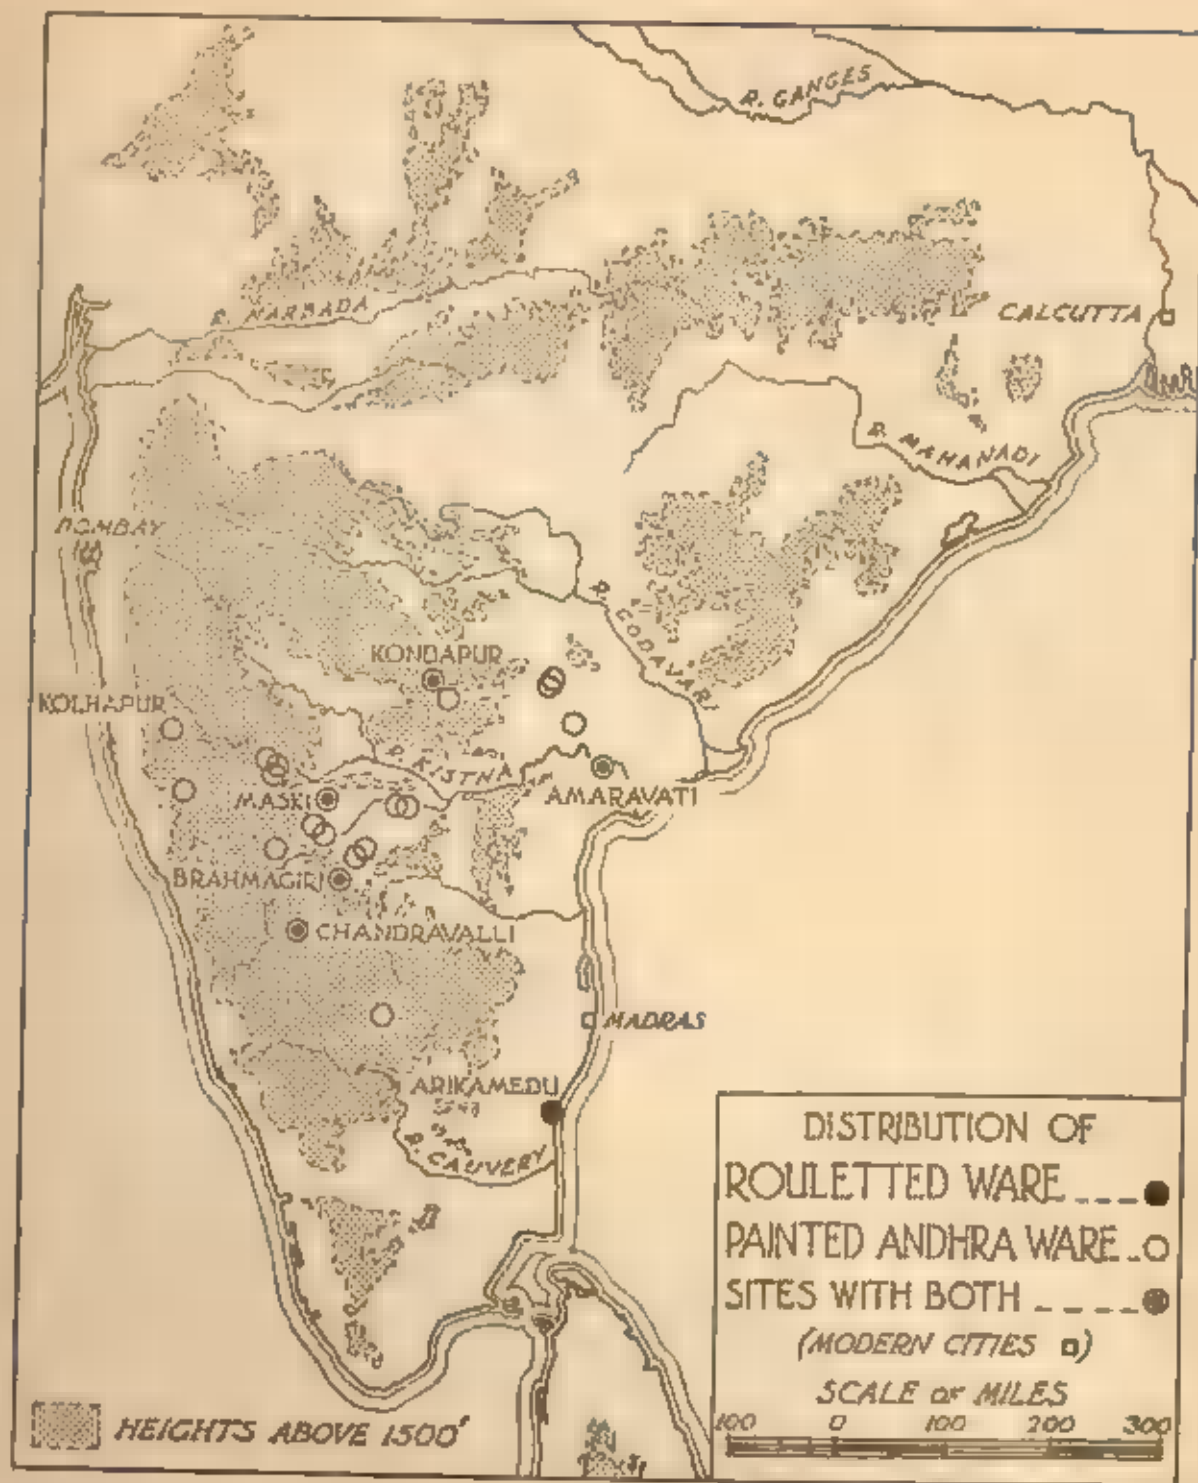 R. GANGES
R. NARBADA
CALCUTTA
R. MAHANADI
BOMBAY
R. GODAVARI
KONDAPUR
KOLHAPUR
R. KISTNA
MASKI
AMARAVATI
BRAHMAGIRI
CHANDRAVALLI
MADRAS
ARIKAMEDU
R. CAUVERY
DISTRIBUTION OF
ROULETTED WARE
PAINTED ANDHRA WARE
SITES WITH BOTH
(MODERN CITIES )
SCALE OF MILES
100 0 100 200 300
HEIGHTS ABOVE 1500'